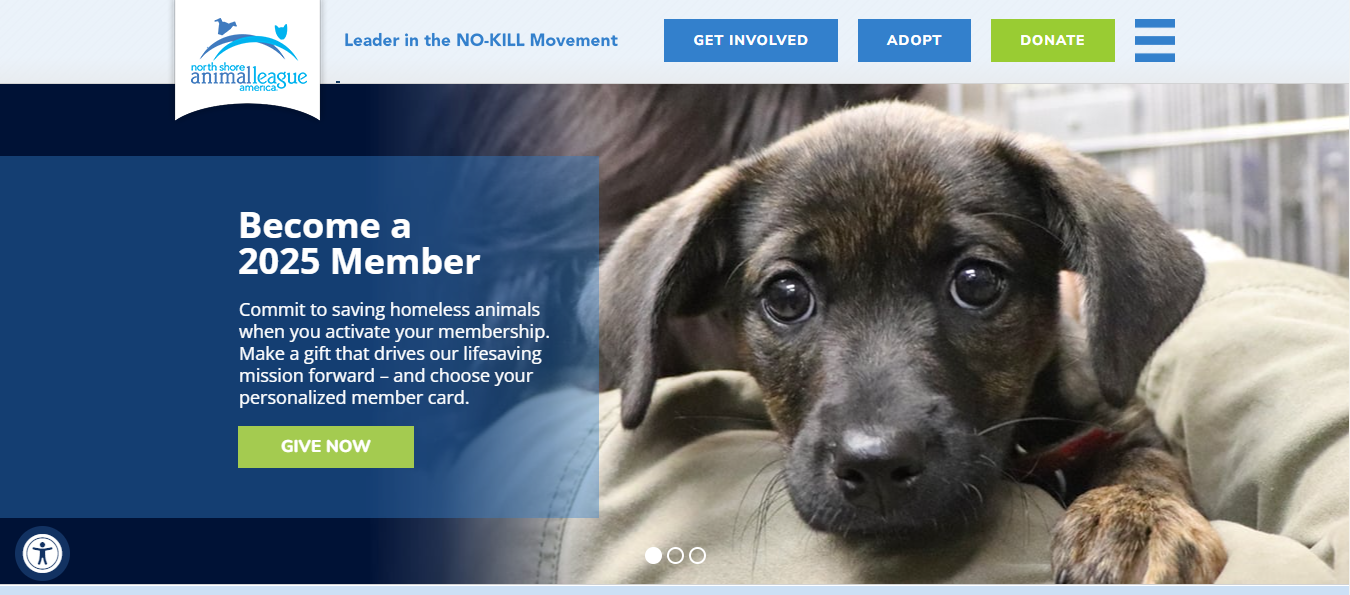 north shore
animalleague
america
Leader in the NO-KILL Movement
GET INVOLVED
ADOPT
DONATE
Become a
2025 Member
Commit to saving homeless animals
when you activate your membership.
Make a gift that drives our lifesaving
mission forward – and choose your
personalized member card.
GIVE NOW